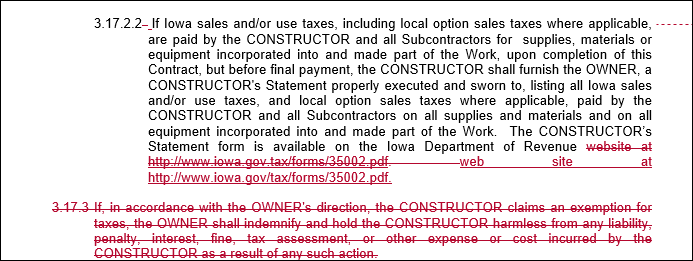 3.17.2.2– If Iowa sales and/or use taxes, including local option sales taxes where applicable,
are paid by the CONSTRUCTOR and all Subcontractors for supplies, materials or
equipment incorporated into and made part of the Work, upon completion of this
Contract, but before final payment, the CONSTRUCTOR shall furnish the OWNER, a
CONSTRUCTOR's Statement properly executed and sworn to, listing all Iowa sales
and/or use taxes, and local option sales taxes where applicable, paid by the
CONSTRUCTOR and all Subcontractors on all supplies and materials and on all
equipment incorporated into and made part of the Work. The CONSTRUCTOR's
Statement form is available on the Iowa Department of Revenue website at
http://www.iowa.gov.tax/forms/35002.pdf. web site at
http://www.iowa.gov.tax/forms/35002.pdf.
3.17.3 If, in accordance with the OWNER's direction, the CONSTRUCTOR claims an exemption for
taxes, the OWNER shall indemnify and hold the CONSTRUCTOR harmless from any liability,
penalty, interest, fine, tax assessment, or other expense or cost incurred by the
CONSTRUCTOR as a result of any such action.